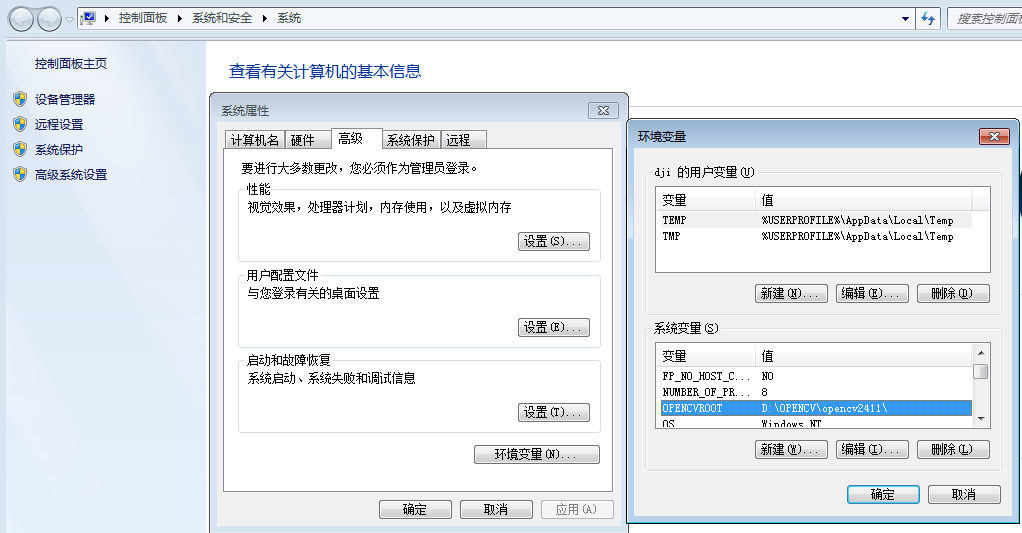 控制面板 系统和安全 系统
搜索控制面板
控制面板主页
设备管理器
远程设置
系统保护
高级系统设置
查看有关计算机的基本信息
系统属性
计算机名 硬件 高级 系统保护 远程
要进行大多数更改，您必须作为管理员登录。
性能
视觉效果，处理器计划，内存使用，以及虚拟内存
设置(S)...
用户配置文件
与您登录有关的桌面设置
设置(E)...
启动和故障恢复
系统启动、系统失败和调试信息
设置(T)...
环境变量(N)...
确定 取消 应用(A)
环境变量
dji 的用户变量(U)
变量 值
TEMP %USERPROFILE%\AppData\Local\Temp
TMP %USERPROFILE%\AppData\Local\Temp
新建(N)... 编辑(E)... 删除(D)
系统变量(S)
变量 值
FP_NO_HOST_C... NO
NUMBER_OF_PR... 8
OPENCVROOT D:\OPENCV\opencv2411\
OS Windows_NT
新建(W)... 编辑(I)... 删除(L)
确定 取消